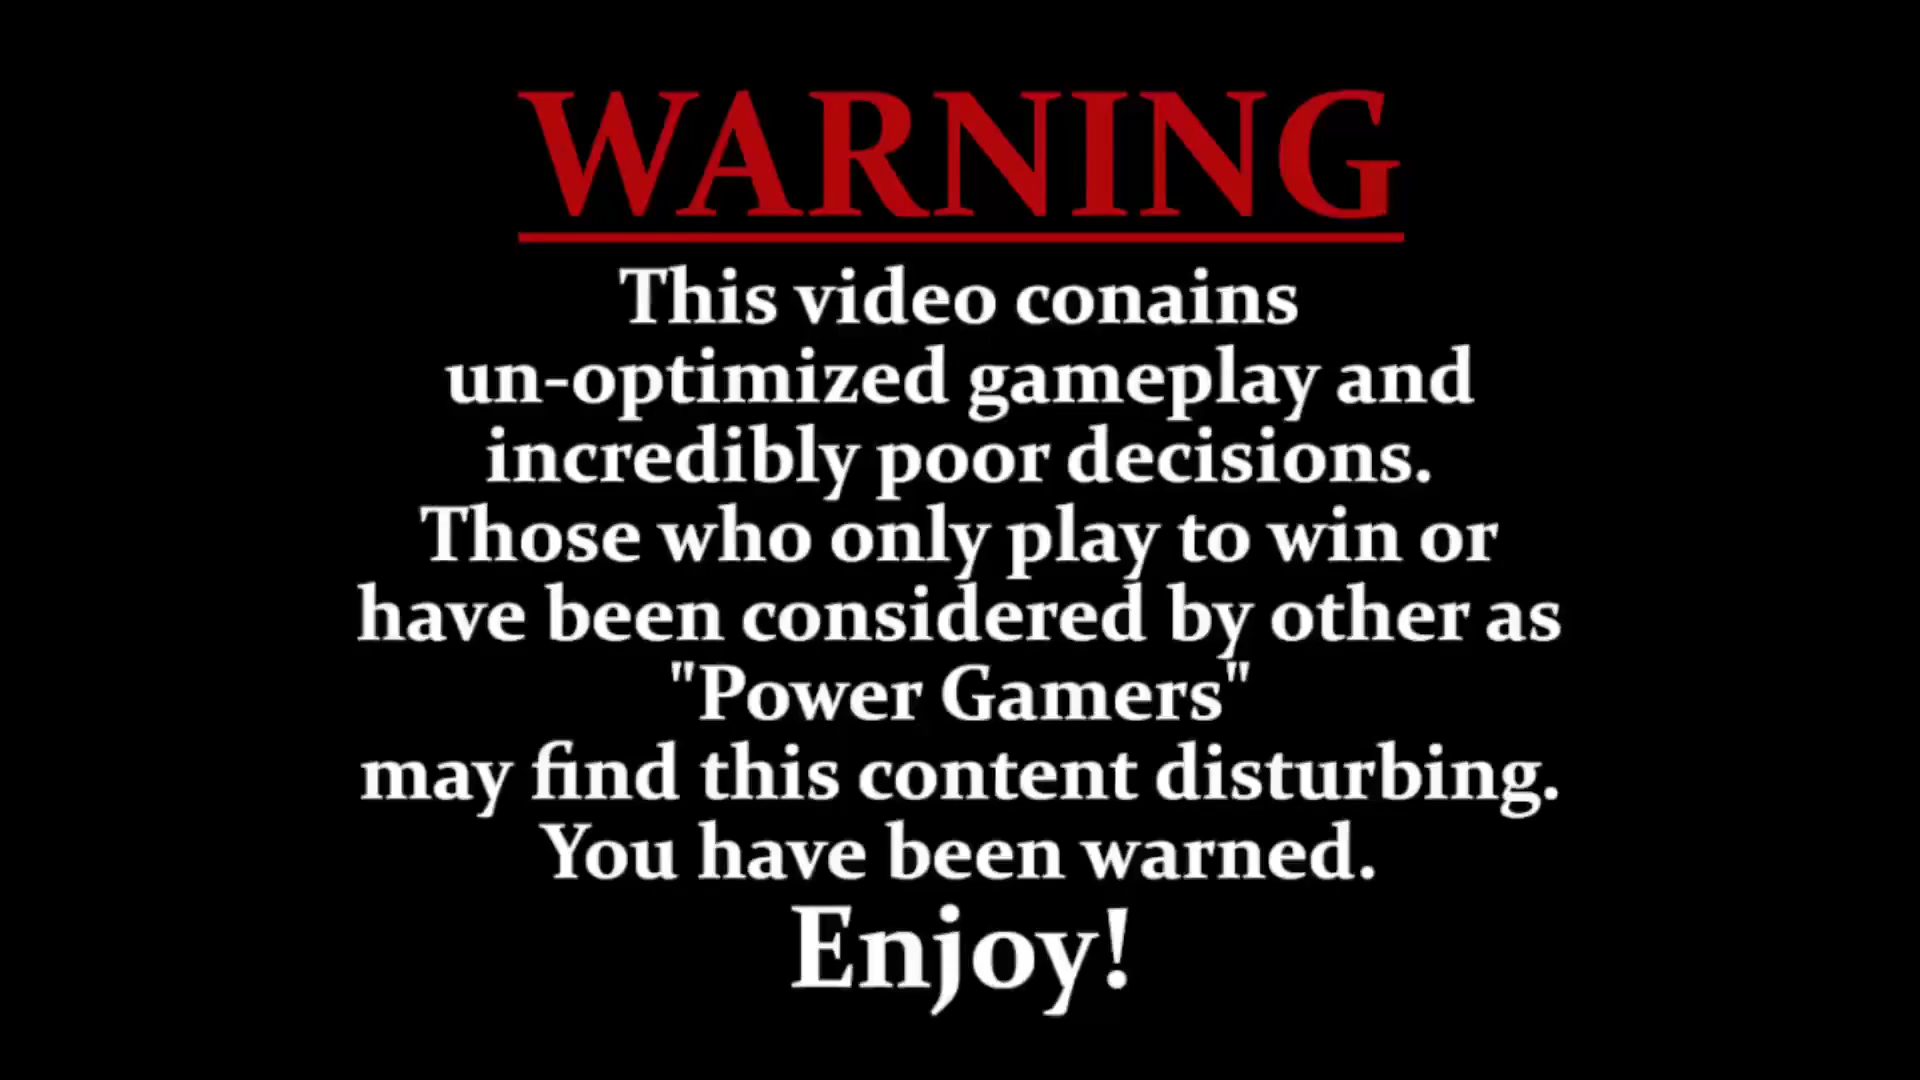 WARNING
This video conains
un-optimized gameplay and
incredibly poor decisions.
Those who only play to win or
have been considered by other as
"Power Gamers"
may find this content disturbing.
You have been warned.
Enjoy!